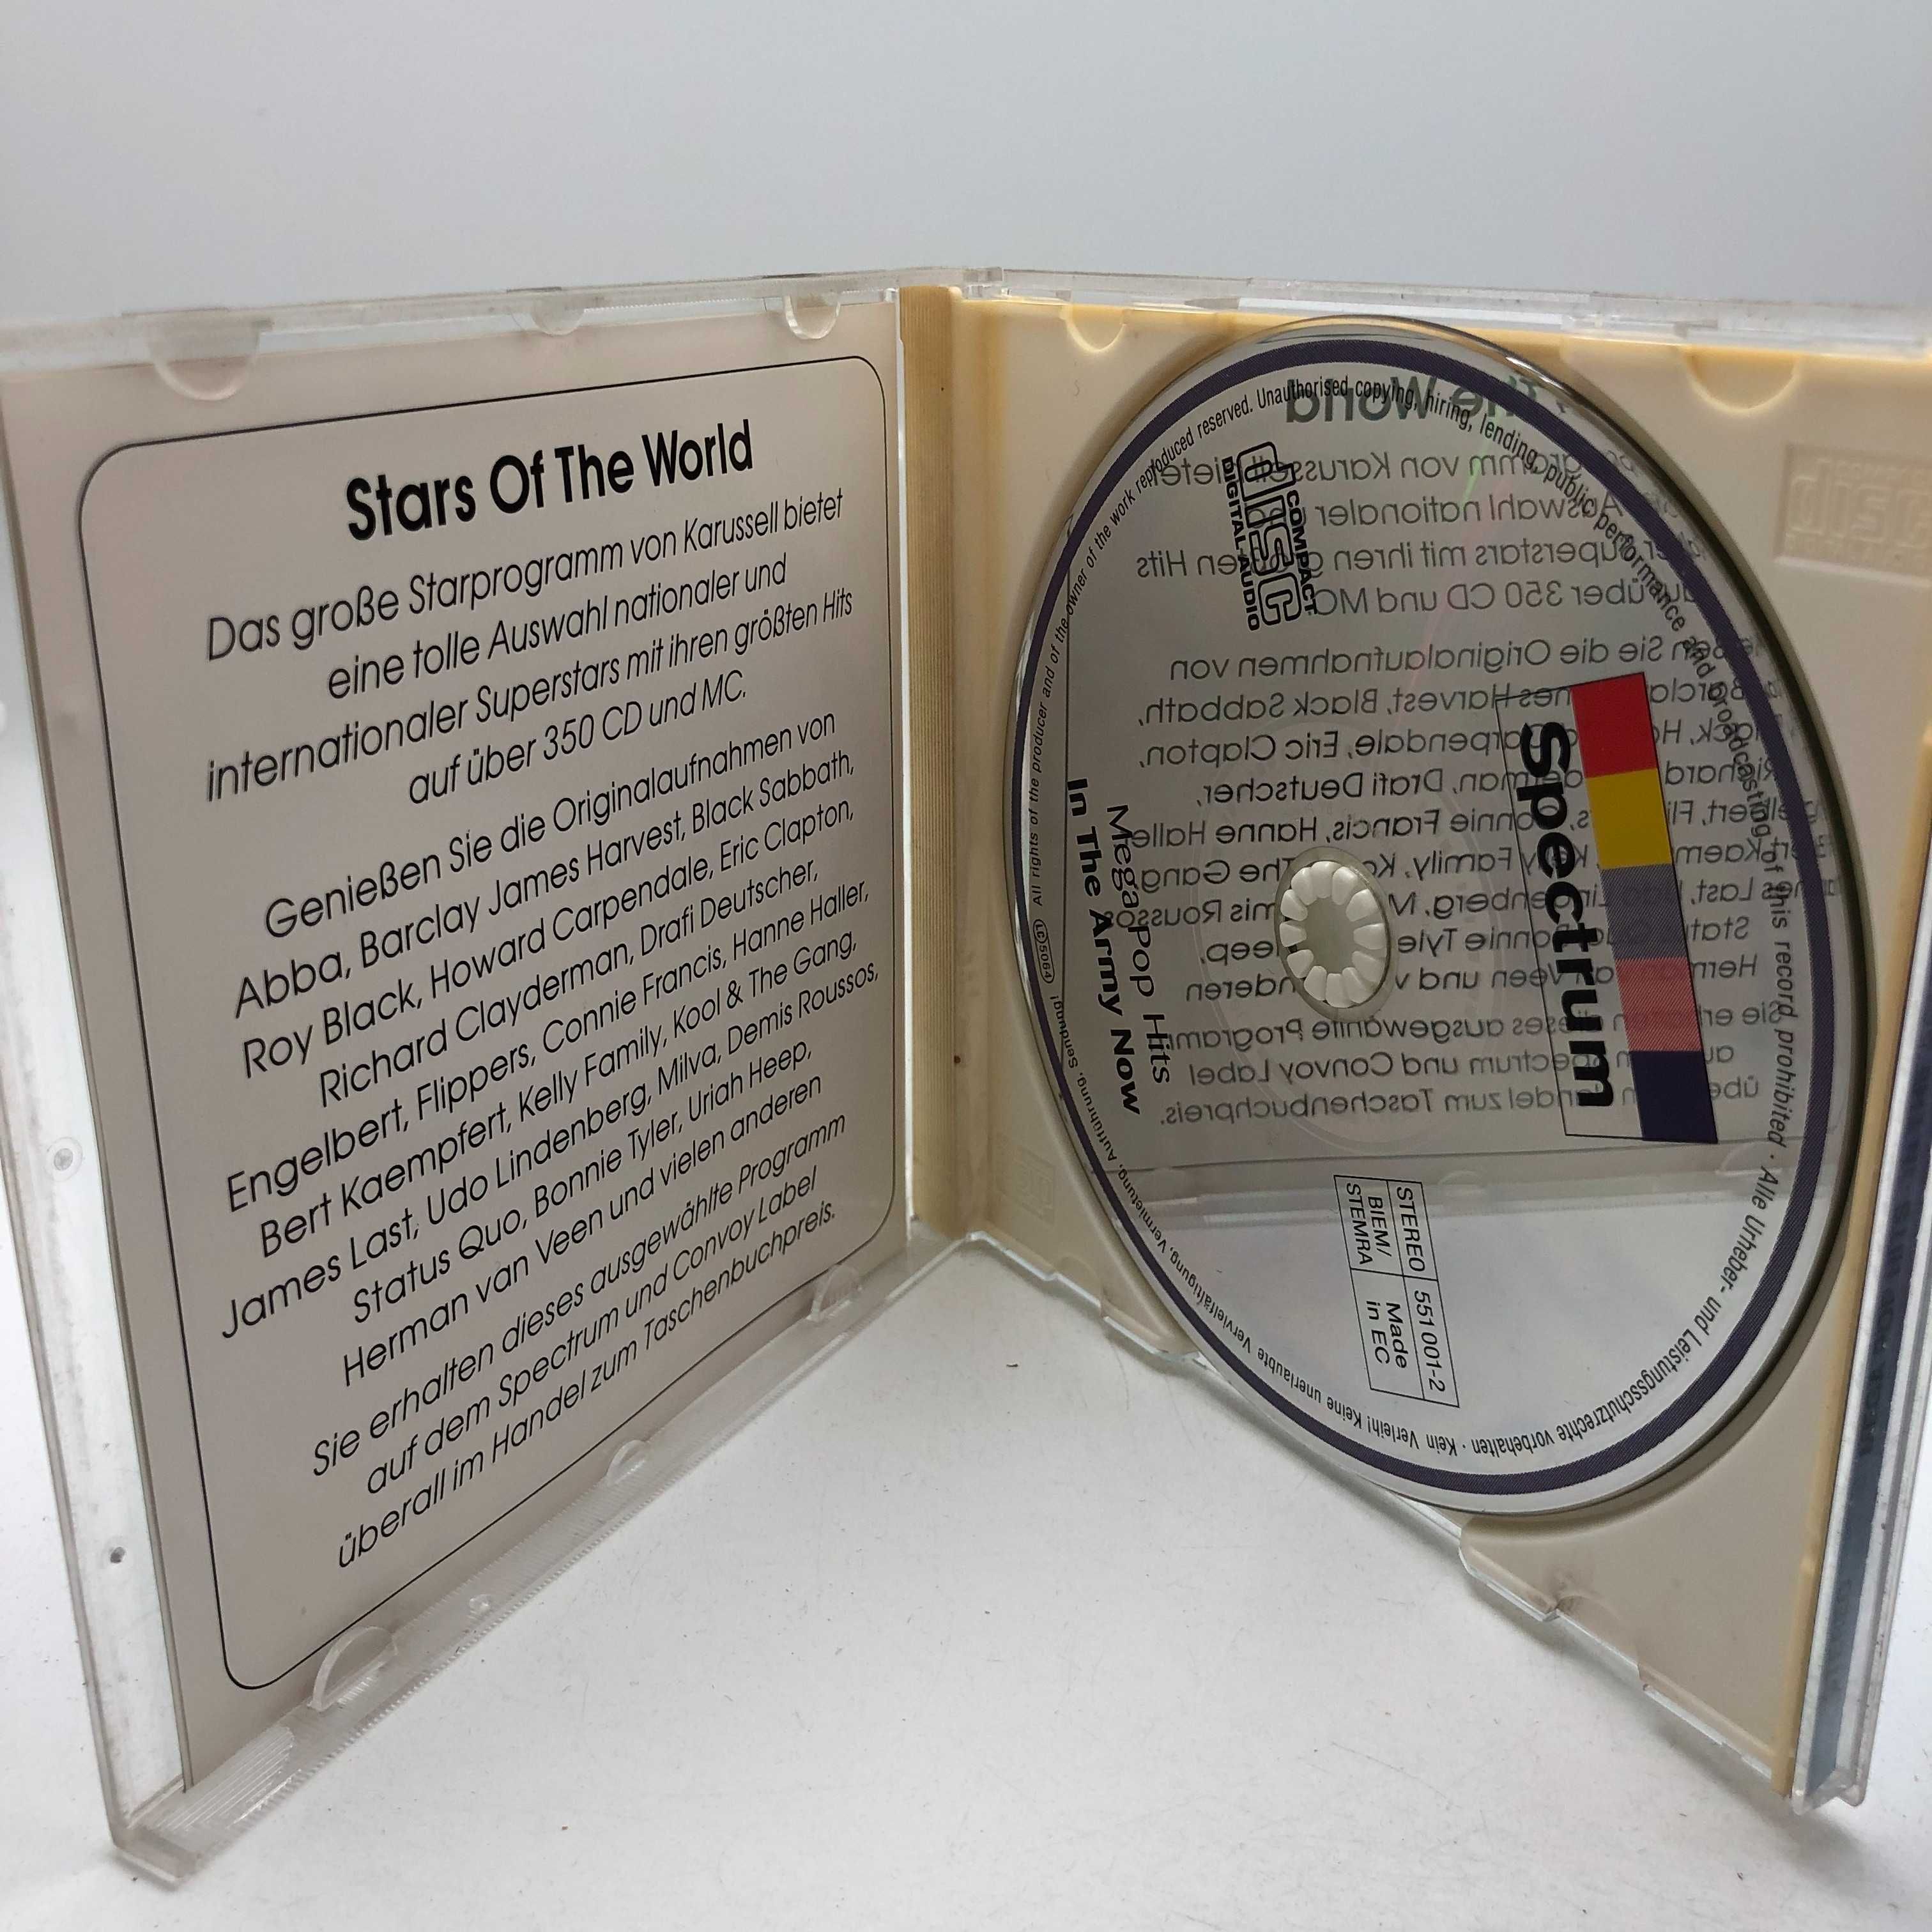 Stars Of The World
Das große Starprogramm von Karussell bietet
eine tolle Auswahl nationaler und
internationaler Superstars mit ihren größten Hits
auf über 350 CD und MC.
Genießen Sie die Originalaufnahmen von
Abba, Barclay James Harvest, Black Sabbath,
Roy Black, Howard Carpendale, Eric Clapton,
Richard Clayderman, Drafi Deutscher,
Engelbert, Flippers, Connie Francis, Hanne Haller,
Bert Kaempfert, Kelly Family, Kool & The Gang,
James Last, Udo Lindenberg, Milva, Demis Roussos,
Status Quo, Bonnie Tyler, Uriah Heep,
Herman van Veen und vielen anderen
Sie erhalten dieses ausgewählte Programm
auf dem Spectrum und Convoy Label
überall im Handel zum Taschenbuchpreis.
Spectrum
COMPACT
disc
DIGITAL AUDIO
STEREO 551 001-2
BIEM/
STEMRA
Made
in EC
Mega Pop Hits
In The Army Now
All rights of the producer and of the owner of the work reproduced reserved. Unauthorised copying, hiring, lending, public performance and broadcasting of this record prohibited · Alle Urheber- und Leistungsschutzrechte vorbehalten · Kein Verleih! Keine unerlaubte Vervielfältigung, Vermietung, Aufführung, Sendung!
LC 5064